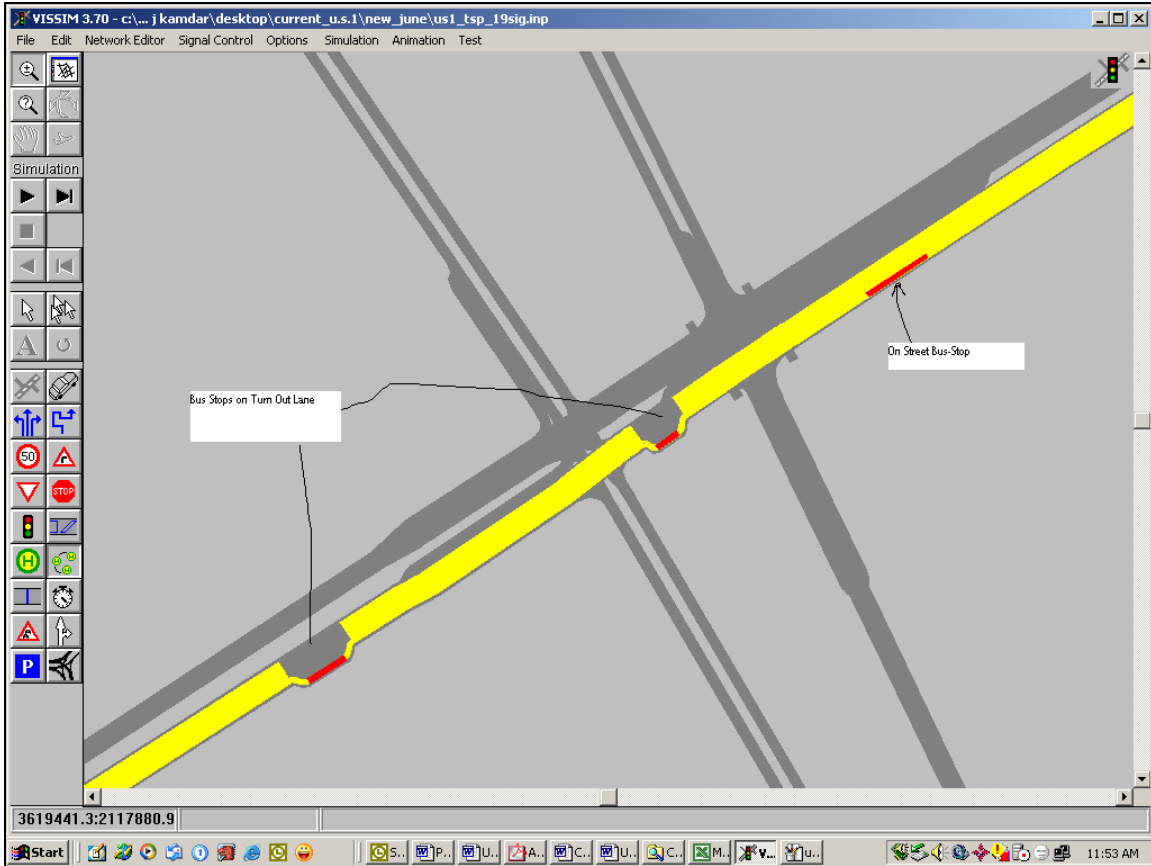 VISSIM 3.70 - c:\... j kamdar\desktop\current_u.s.1\new_june\us1_tsp_19sig.inp
File Edit Network Editor Signal Control Options Simulation Animation Test
Simulation
A
50
STOP
H
H H H
P
On Street Bus-Stop
Bus Stops on Turn Out Lane
3619441.3:2117880.9
Start S.. P.. U.. A.. C.. U.. C.. M.. V... u.. 11:53 AM